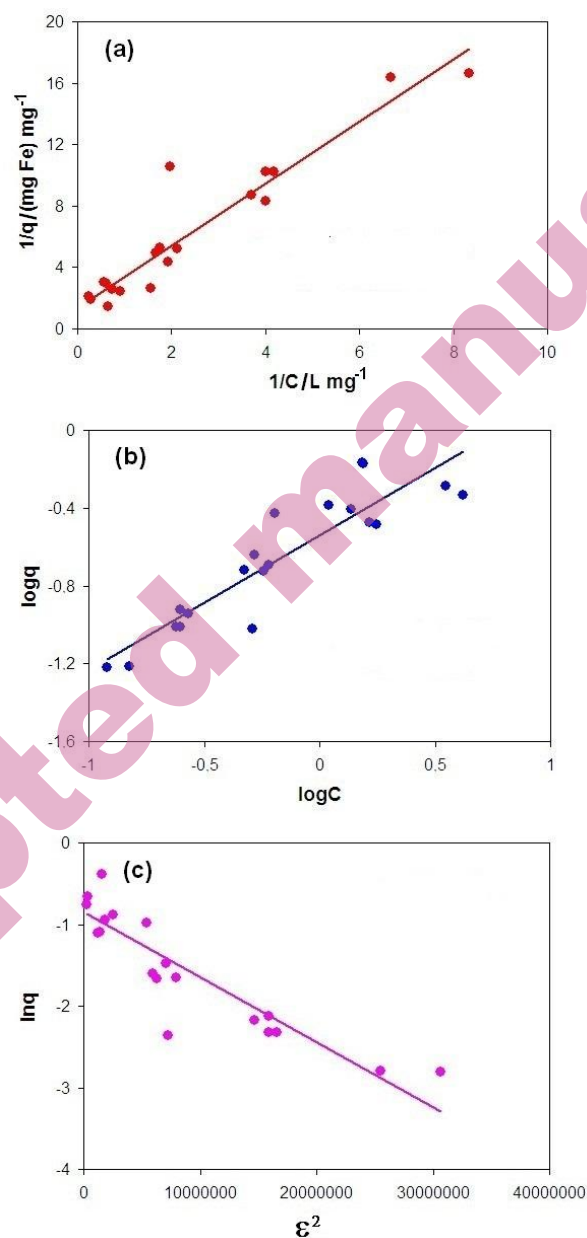 (a)
20
16
12
8
4
0
1/q/(mg Fe) mg⁻¹
0 2 4 6 8 10
1/C/L mg⁻¹
(b)
0
-0.4
-0.8
-1.2
-1.6
logq
-1 -0.5 0 0.5 1
logC
(c)
0
-1
-2
-3
-4
lnq
0 10000000 20000000 30000000 40000000
ε²
pted manus